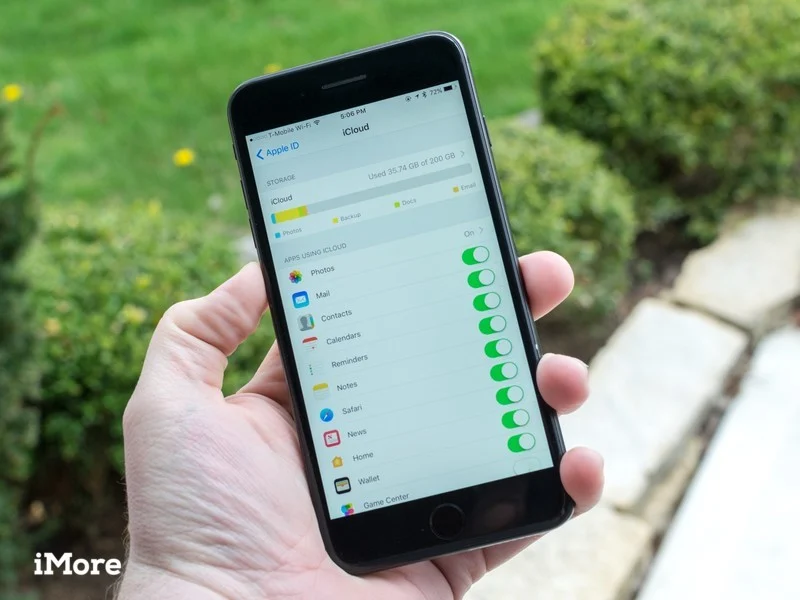 T-Mobile Wi-Fi 5:06 PM 72%
Apple ID iCloud
STORAGE
iCloud Used 35.74 GB of 200 GB
Photos Backup Docs Email
APPS USING ICLOUD
Photos On
Mail
Contacts
Calendars
Reminders
Notes
Safari
News
Home
Wallet
Game Center
iMore